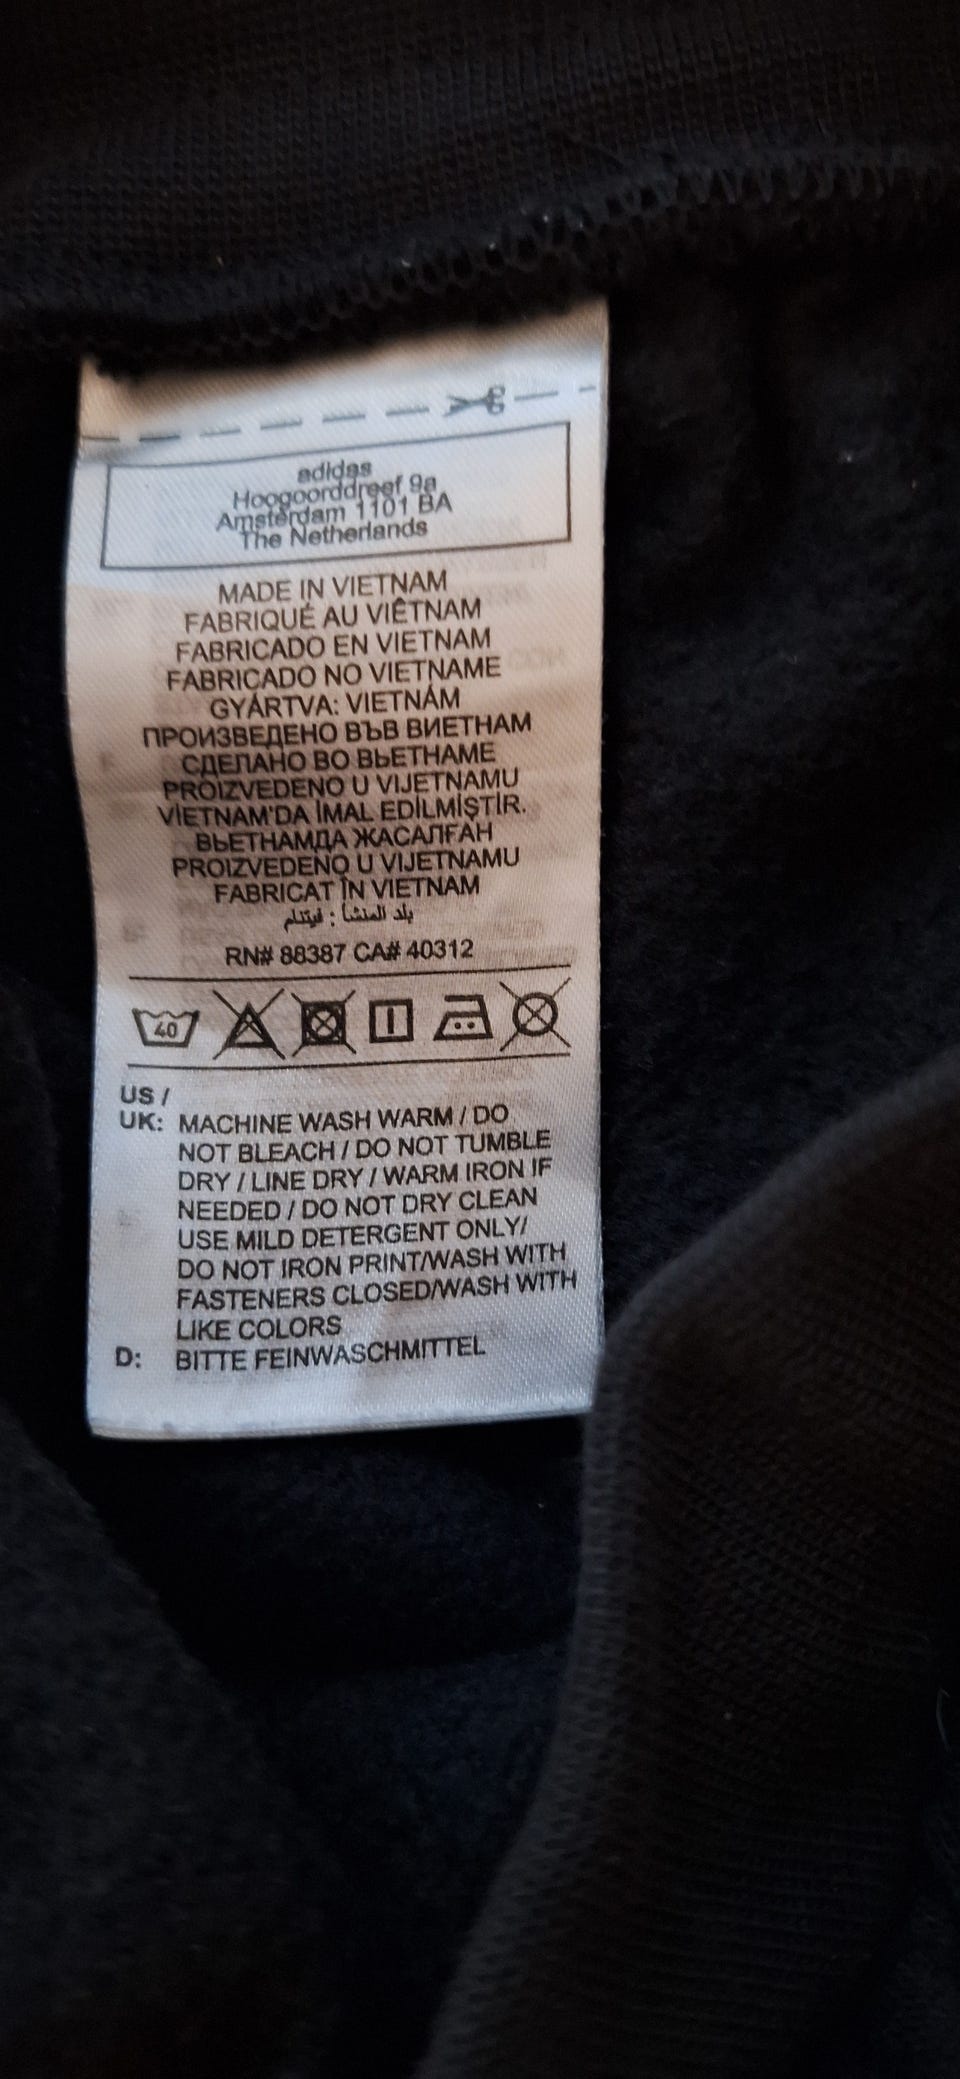 adidas
Hoogoorddreef 9a
Amsterdam 1101 BA
The Netherlands
MADE IN VIETNAM
FABRIQUÉ AU VIÊTNAM
FABRICADO EN VIETNAM
FABRICADO NO VIETNAME
GYÁRTVA: VIETNÁM
ПРОИЗВЕДЕНО ВЪВ ВИЕТНАМ
СДЕЛАНО ВО ВЬЕТНАМЕ
PROIZVEDENO U VIJETNAMU
VİETNAM'DA İMAL EDİLMİŞTİR.
ВЬЕТНАМДА ЖАСАЛҒАН
PROIZVEDENO U VIJETNAMU
FABRICAT ÎN VIETNAM
بلد المنشأ : فيتنام
RN# 88387 CA# 40312
40
US /
UK: MACHINE WASH WARM / DO
NOT BLEACH / DO NOT TUMBLE
DRY / LINE DRY / WARM IRON IF
NEEDED / DO NOT DRY CLEAN
USE MILD DETERGENT ONLY/
DO NOT IRON PRINT/WASH WITH
FASTENERS CLOSED/WASH WITH
LIKE COLORS
D: BITTE FEINWASCHMITTEL